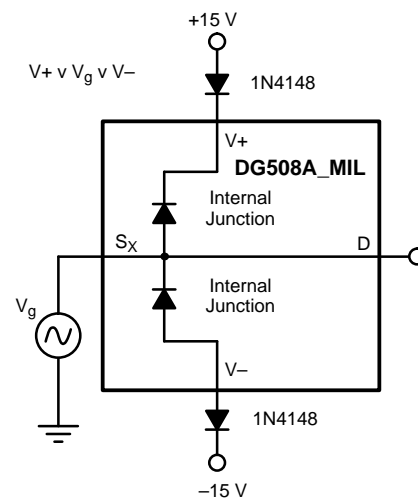 +15 V
V+ v Vg v V–
1N4148
V+
DG508A_MIL
Internal
Junction
SX
D
Internal
Junction
Vg
V–
1N4148
–15 V